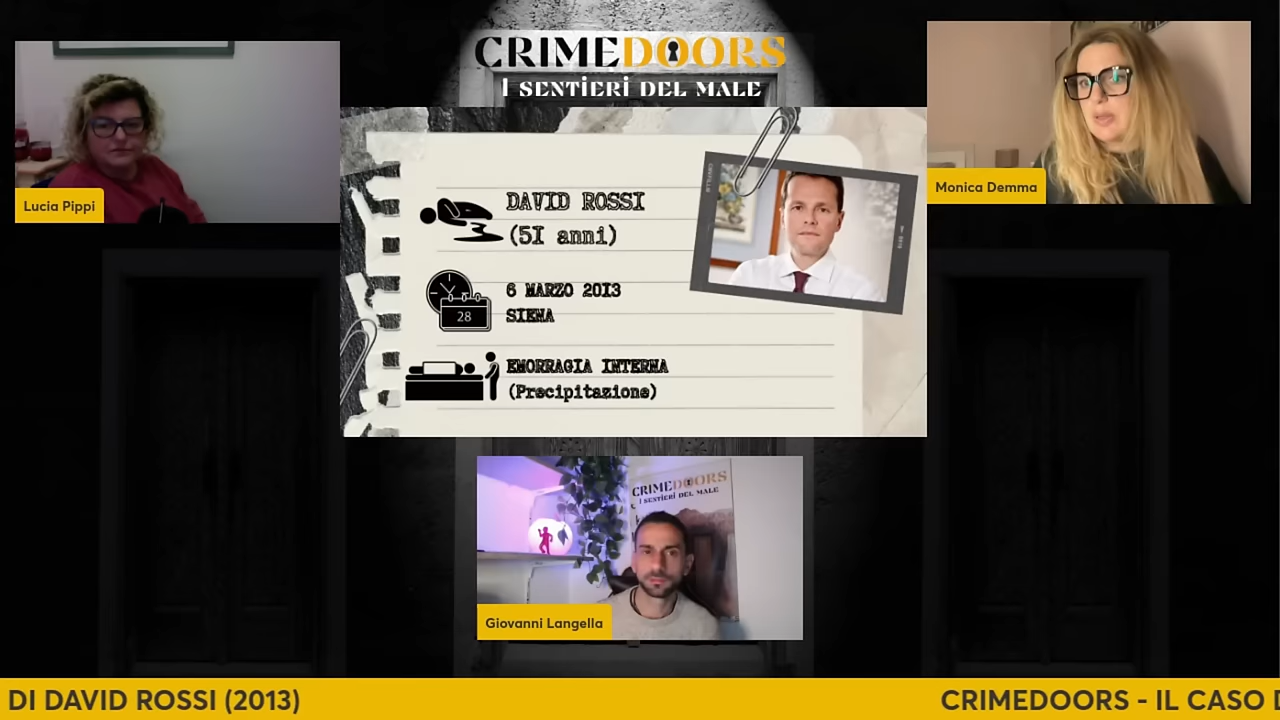 CRIMEDOORS
I SENTIERI DEL MALE
Lucia Pippi
Monica Demma
DAVID ROSSI
(51 anni)
6 MARZO 2013
28
SIENA
EMORRAGIA INTERNA
(Precipitazione)
CRIMEDOORS
I SENTIERI DEL MALE
Giovanni Langella
DI DAVID ROSSI (2013)
CRIMEDOORS - IL CASO D